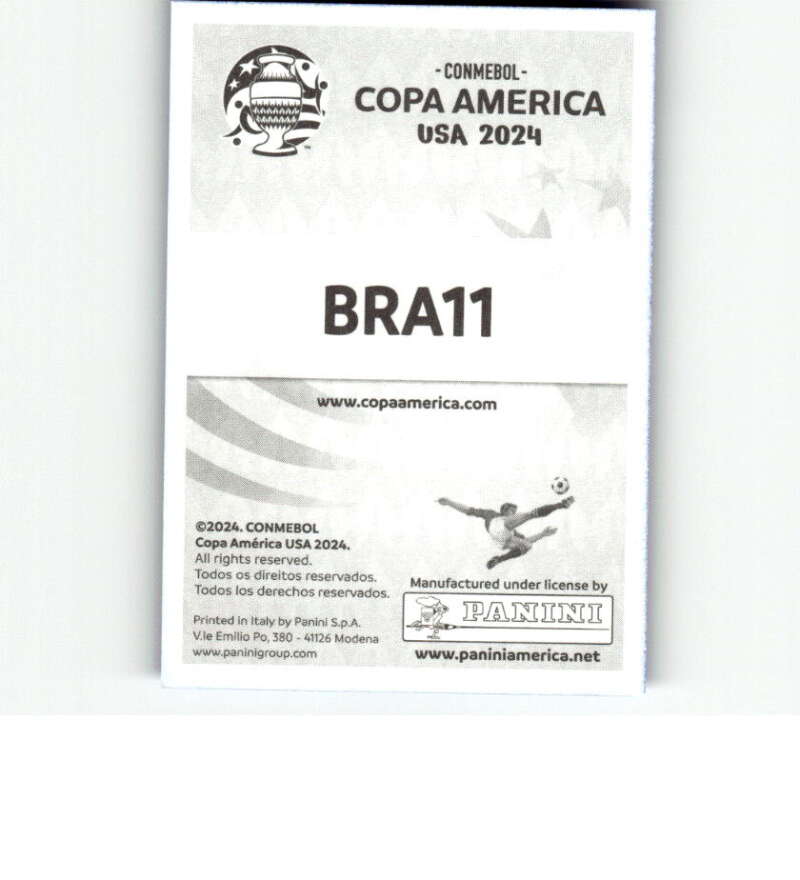 - CONMEBOL -
COPA AMERICA
USA 2024
™
BRA11
www.copaamerica.com
©2024. CONMEBOL
Copa América USA 2024.
All rights reserved.
Todos os direitos reservados.
Todos los derechos reservados.
Printed in Italy by Panini S.p.A.
V.le Emilio Po, 380 - 41126 Modena
www.paninigroup.com
Manufactured under license by
PANINI
www.paniniamerica.net